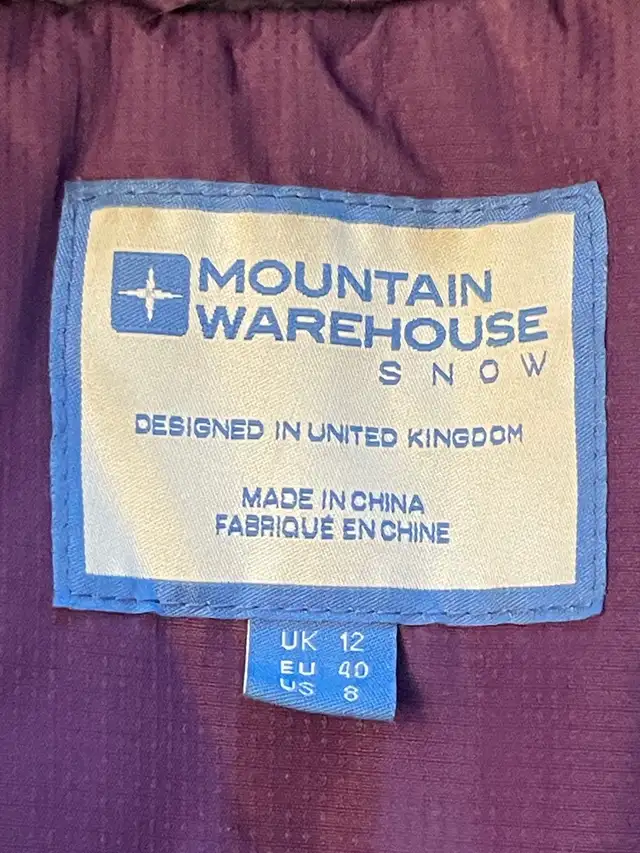 MOUNTAIN
WAREHOUSE
SNOW
DESIGNED IN UNITED KINGDOM
MADE IN CHINA
FABRIQUÉ EN CHINE
UK 12
EU 40
US 8